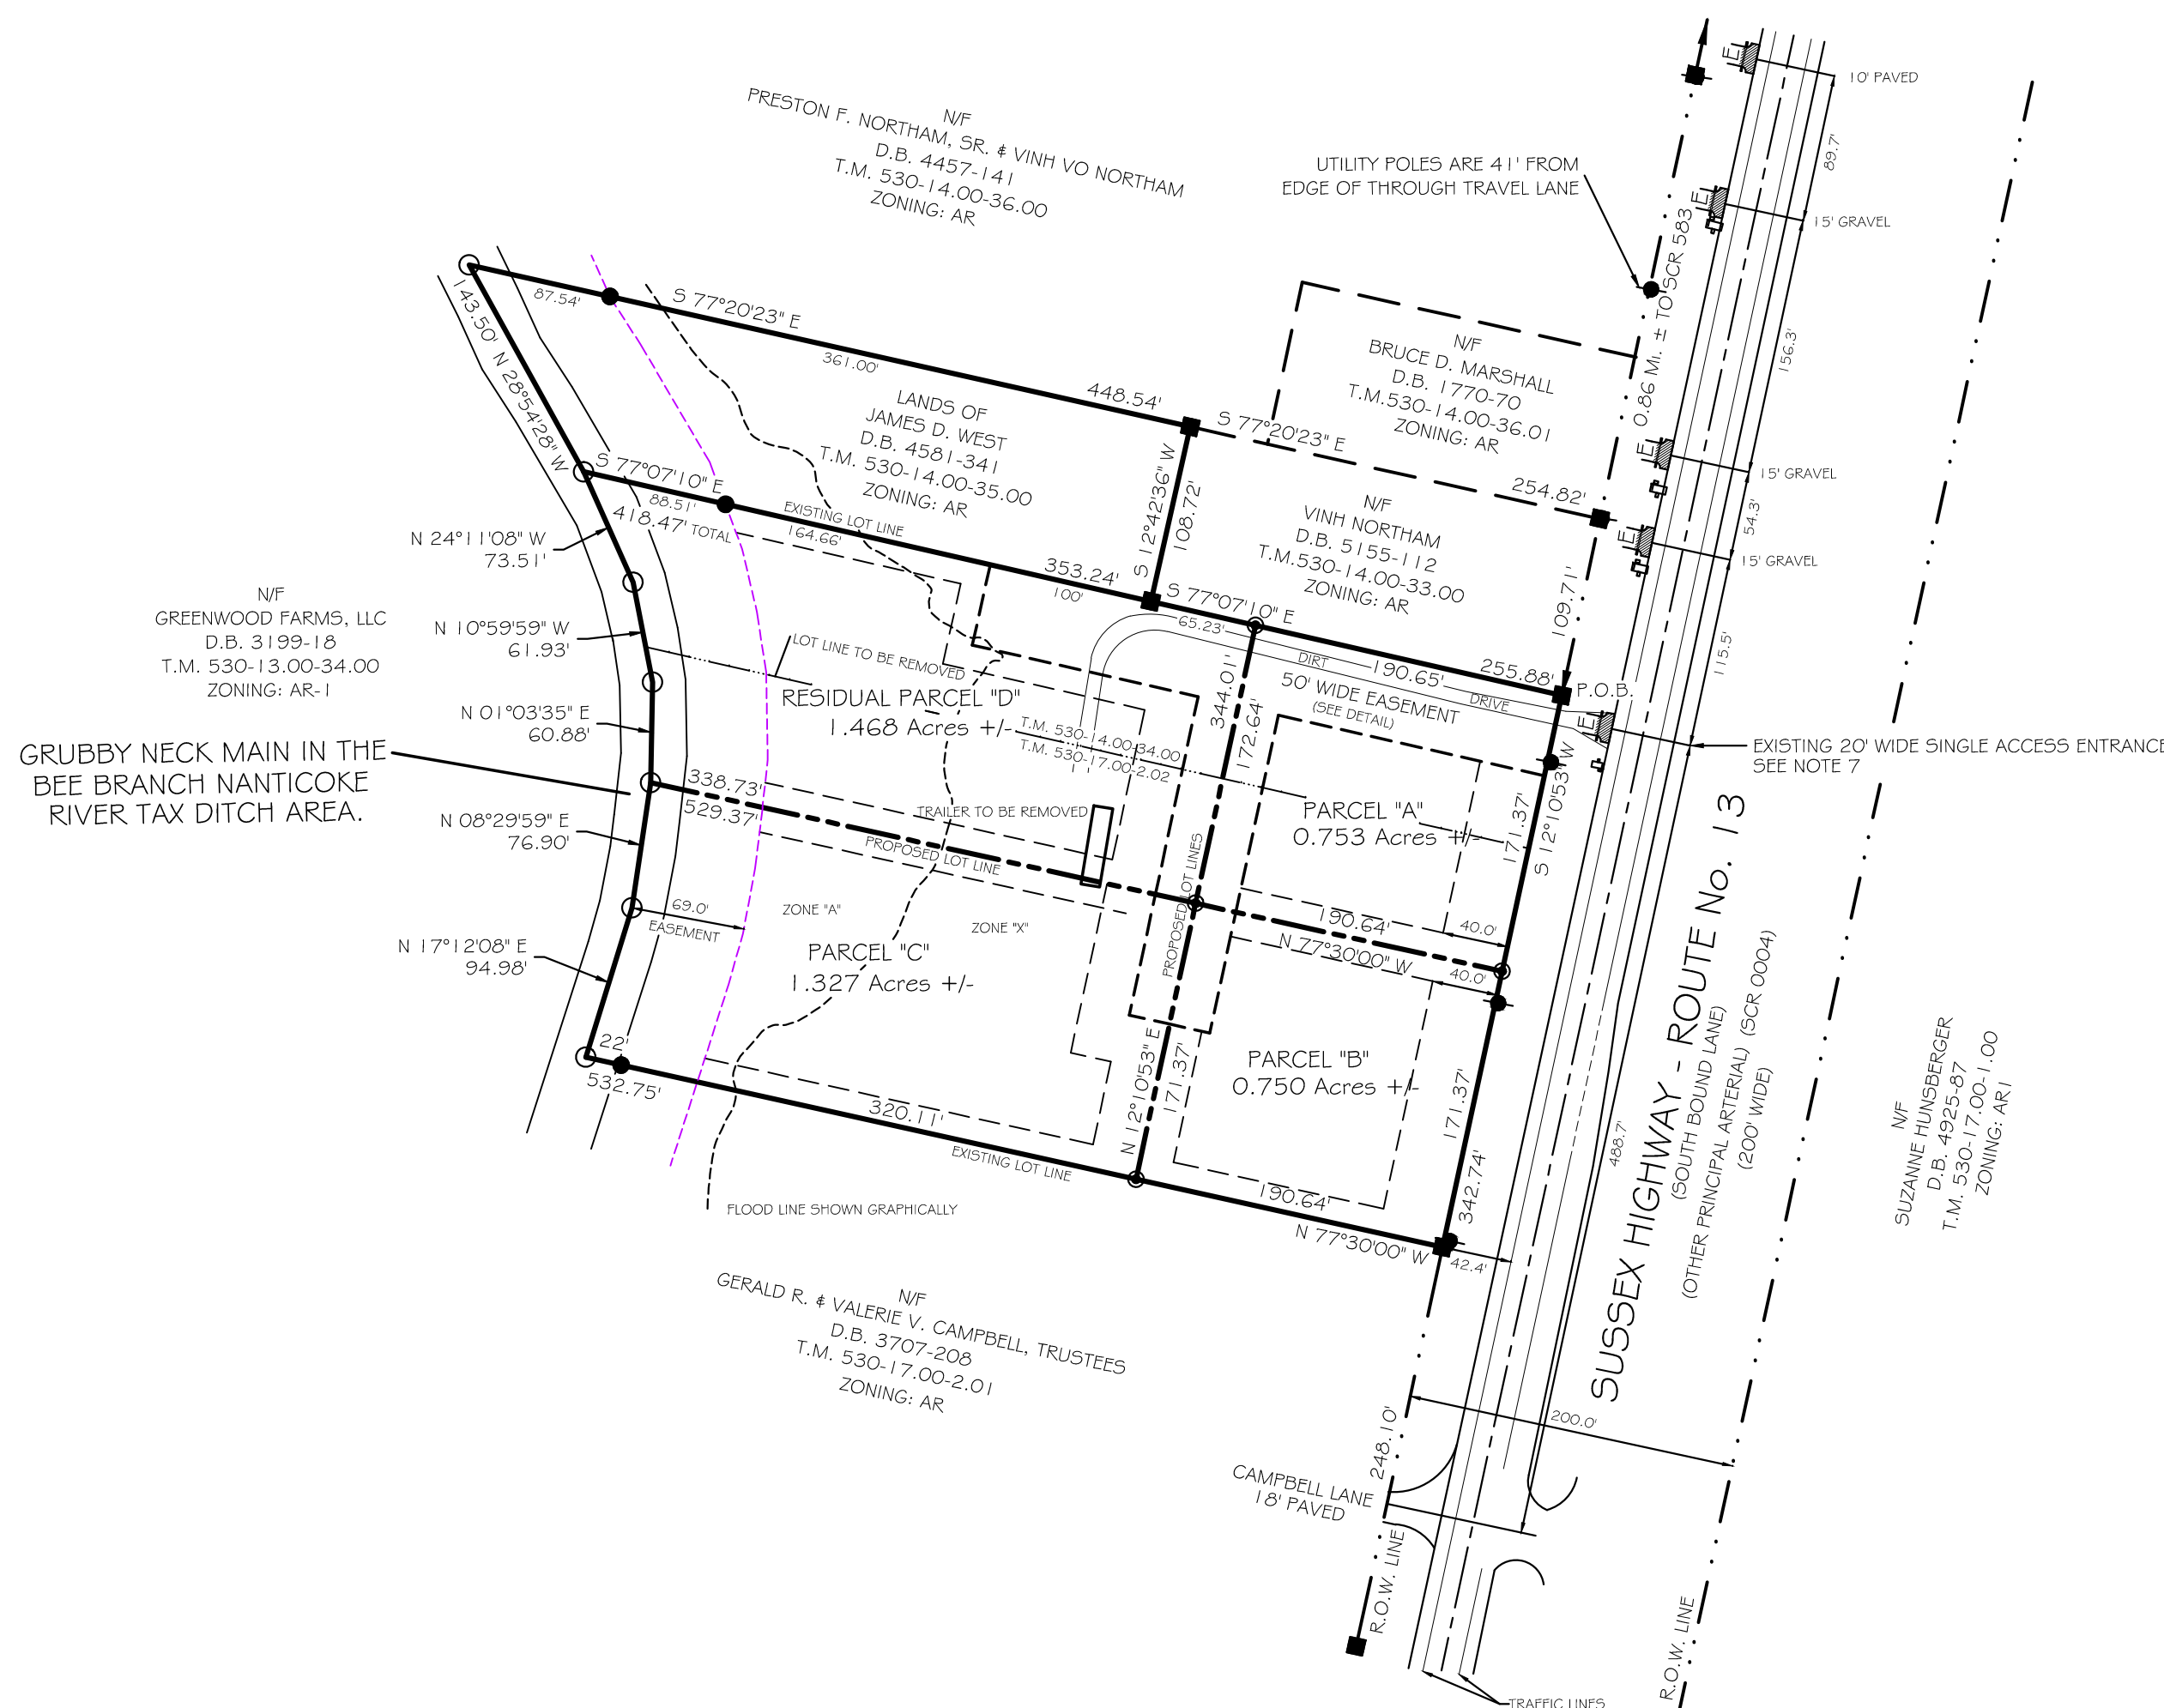 10' PAVED
89.7'
15' GRAVEL
156.3'
15' GRAVEL
54.3'
15' GRAVEL
115.5'
E
E
E
E
E
N/F
PRESTON F. NORTHAM, SR. & VINH VO NORTHAM
D.B. 4457-141
T.M. 530-14.00-36.00
ZONING: AR
UTILITY POLES ARE 41' FROM
EDGE OF THROUGH TRAVEL LANE
0.86 MI. ± TO SCR 583
N/F
BRUCE D. MARSHALL
D.B. 1770-70
T.M.530-14.00-36.01
ZONING: AR
87.54'
S 77°20'23" E
361.00'
448.54'
S 77°20'23" E
254.82'
143.50' N 28°54'28" W
LANDS OF
JAMES D. WEST
D.B. 4581-341
T.M. 530-14.00-35.00
ZONING: AR
S 12°42'36" W
108.72'
N/F
VINH NORTHAM
D.B. 5155-112
T.M.530-14.00-33.00
ZONING: AR
109.71'
S 77°07'10" E
88.51'
418.47' TOTAL
EXISTING LOT LINE
164.66'
353.24'
100'
S 77°07'10" E
65.23'
190.65'
255.88'
P.O.B.
DIRT
DRIVE
50' WIDE EASEMENT
(SEE DETAIL)
N 24°11'08" W
73.51'
N/F
GREENWOOD FARMS, LLC
D.B. 3199-18
T.M. 530-13.00-34.00
ZONING: AR-1
N 10°59'59" W
61.93'
N 01°03'35" E
60.88'
GRUBBY NECK MAIN IN THE
BEE BRANCH NANTICOKE
RIVER TAX DITCH AREA.
N 08°29'59" E
76.90'
N 17°12'08" E
94.98'
LOT LINE TO BE REMOVED
RESIDUAL PARCEL "D"
1.468 Acres +/-
T.M. 530-14.00-34.00
T.M. 530-17.00-2.02
344.01'
172.64'
EXISTING 20' WIDE SINGLE ACCESS ENTRANCE
SEE NOTE 7
PARCEL "A"
0.753 Acres +/-
171.37'
S 12°10'53" W
338.73'
529.37'
TRAILER TO BE REMOVED
PROPOSED LOT LINE
PROPOSED LOT LINES
190.64'
N 77°30'00" W
40.0'
40.0'
69.0'
EASEMENT
ZONE "A"
ZONE "X"
PARCEL "C"
1.327 Acres +/-
PARCEL "B"
0.750 Acres +/-
N 12°10'53" E
171.37'
171.37'
342.74'
22'
532.75'
320.11'
EXISTING LOT LINE
190.64'
N 77°30'00" W
42.4'
FLOOD LINE SHOWN GRAPHICALLY
N/F
GERALD R. & VALERIE V. CAMPBELL, TRUSTEES
D.B. 3707-208
T.M. 530-17.00-2.01
ZONING: AR
488.7'
SUSSEX HIGHWAY - ROUTE No. 13
(SOUTH BOUND LANE)
(OTHER PRINCIPAL ARTERIAL) (SCR 0004)
(200' WIDE)
N/F
SUZANNE HUNSBERGER
D.B. 4925-87
T.M. 530-17.00-1.00
ZONING: AR1
200.0'
248.10'
CAMPBELL LANE
18' PAVED
R.O.W. LINE
R.O.W. LINE
TRAFFIC LINES